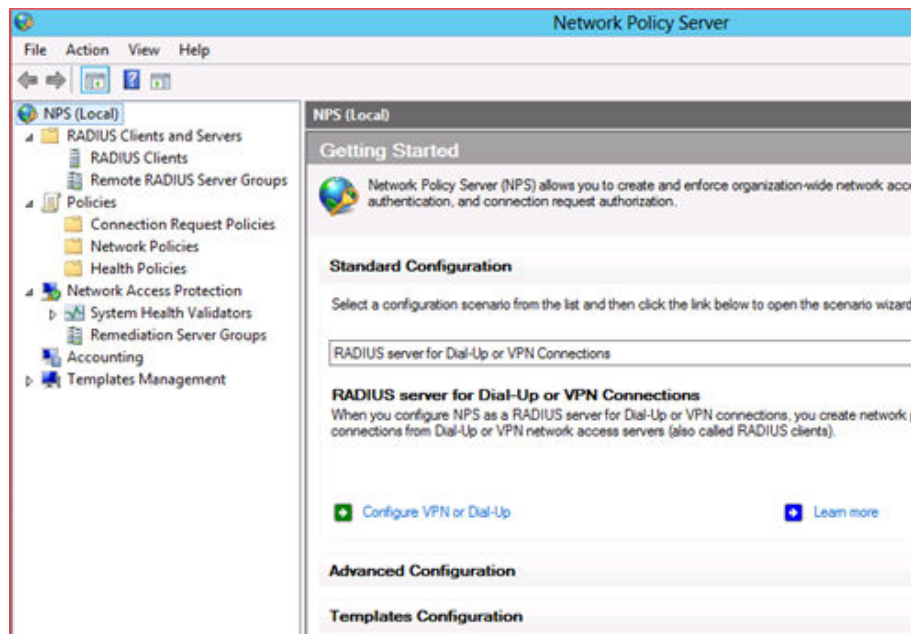 Network Policy Server
File Action View Help
NPS (Local)
RADIUS Clients and Servers
RADIUS Clients
Remote RADIUS Server Groups
Policies
Connection Request Policies
Network Policies
Health Policies
Network Access Protection
System Health Validators
Remediation Server Groups
Accounting
Templates Management
NPS (Local)
Getting Started
Network Policy Server (NPS) allows you to create and enforce organization-wide network acc
authentication, and connection request authorization.
Standard Configuration
Select a configuration scenario from the list and then click the link below to open the scenario wizard
RADIUS server for Dial-Up or VPN Connections
RADIUS server for Dial-Up or VPN Connections
When you configure NPS as a RADIUS server for Dial-Up or VPN connections, you create network
connections from Dial-Up or VPN network access servers (also called RADIUS clients).
Configure VPN or Dial-Up Learn more
Advanced Configuration
Templates Configuration